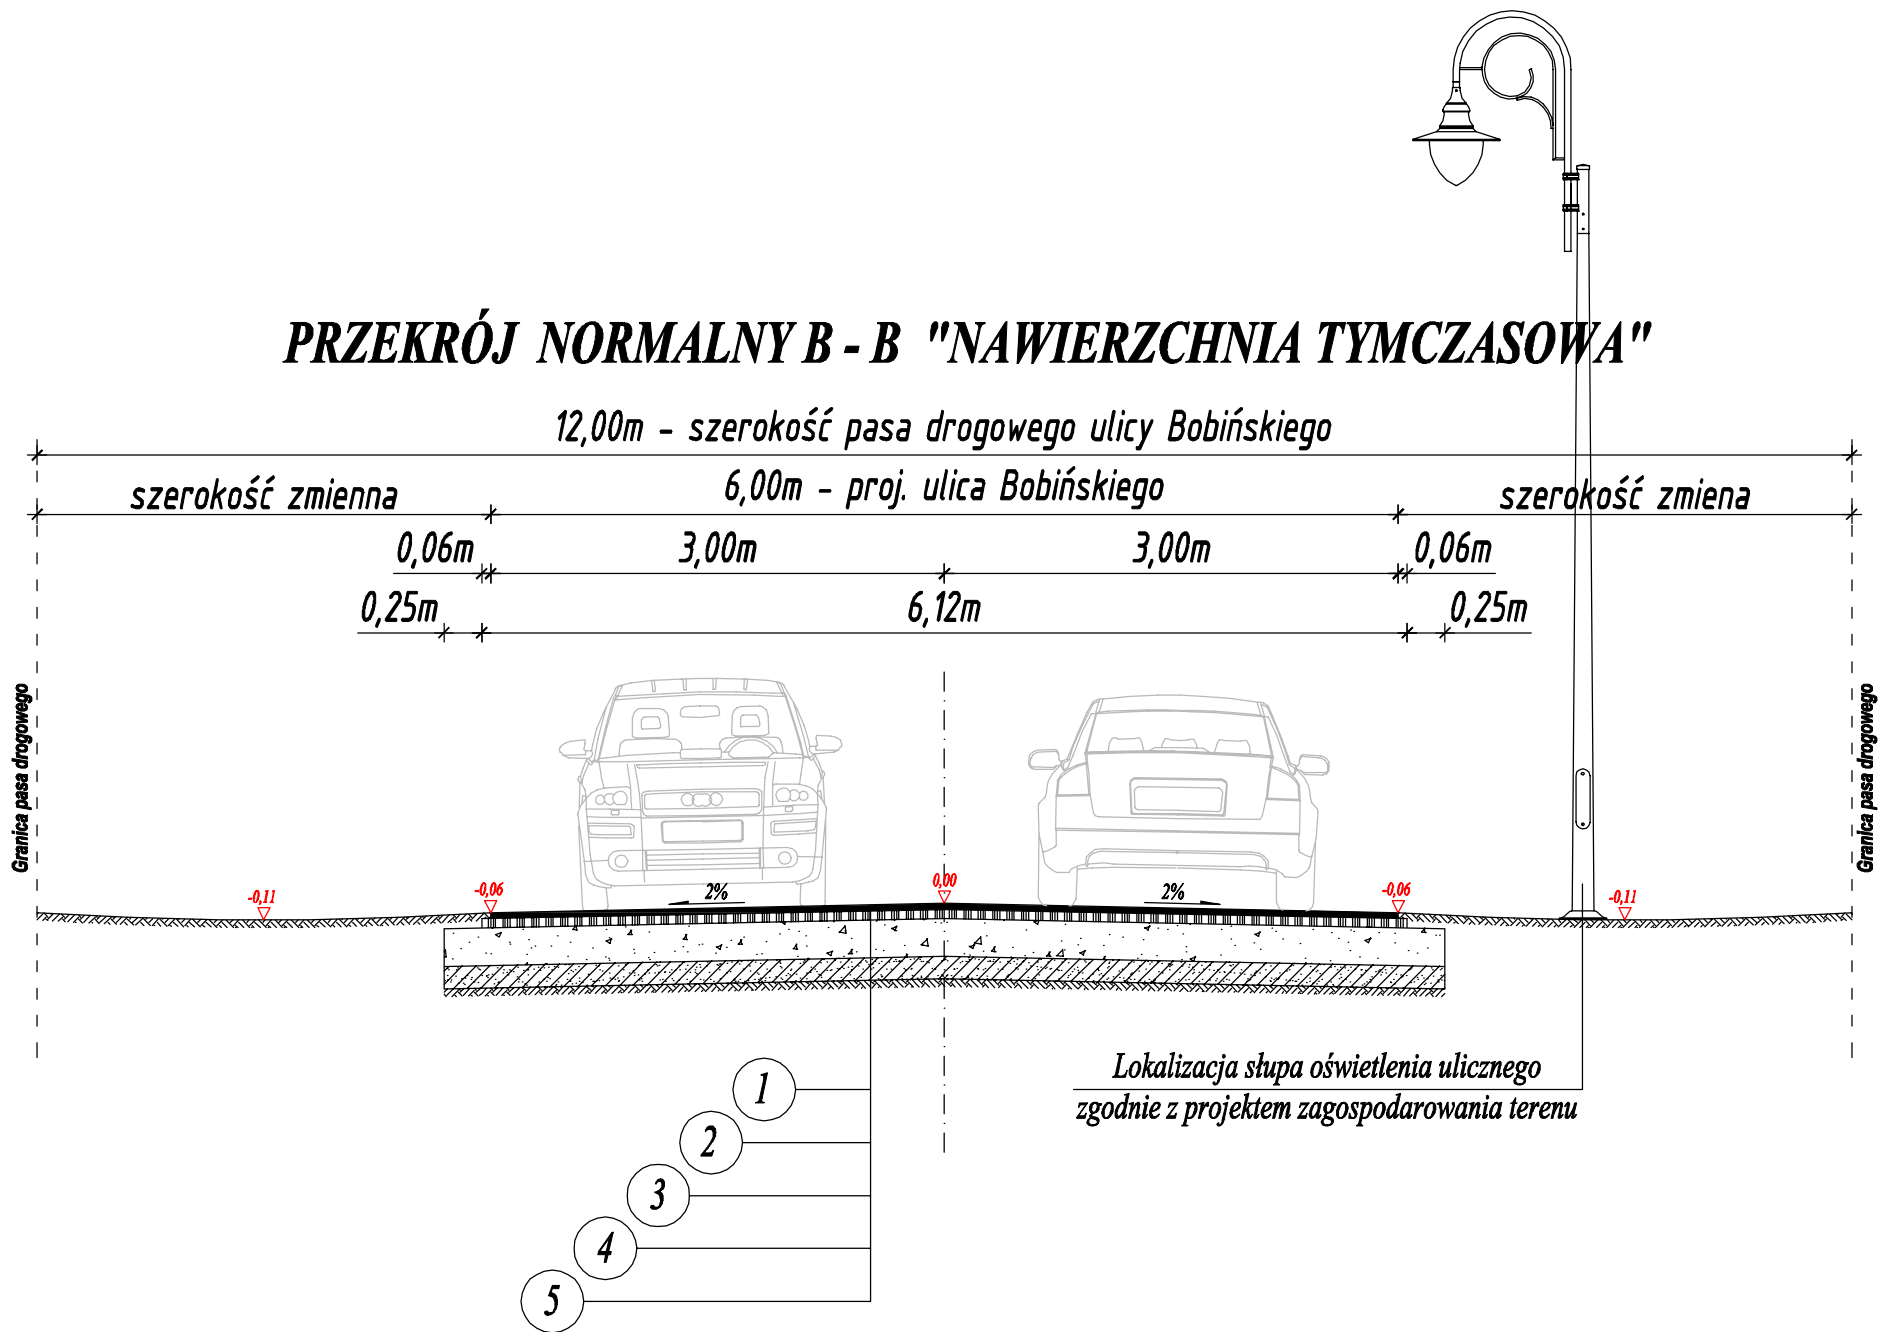 PRZEKRÓJ NORMALNY B - B "NAWIERZCHNIA TYMCZASOWA"
12,00m - szerokość pasa drogowego ulicy Bobińskiego
szerokość zmienna
6,00m - proj. ulica Bobińskiego
szerokość zmiena
0,06m
3,00m
3,00m
0,06m
0,25m
6,12m
0,25m
Granica pasa drogowego
Granica pasa drogowego
-0,11
-0,06
2%
0,00
2%
-0,06
-0,11
Lokalizacja słupa oświetlenia ulicznego
zgodnie z projektem zagospodarowania terenu
1
2
3
4
5